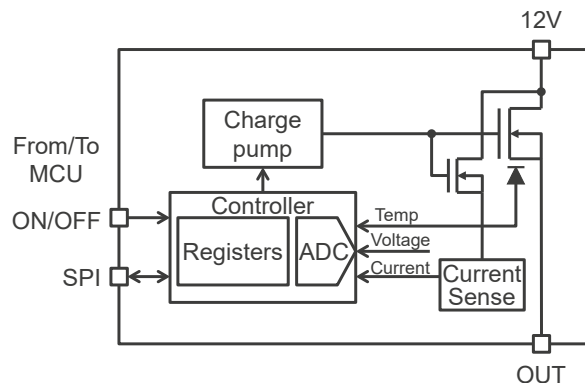 12V
From/To
MCU
Charge
pump
Controller
ON/OFF
Registers
ADC
Temp
Voltage
Current
SPI
Current
Sense
OUT